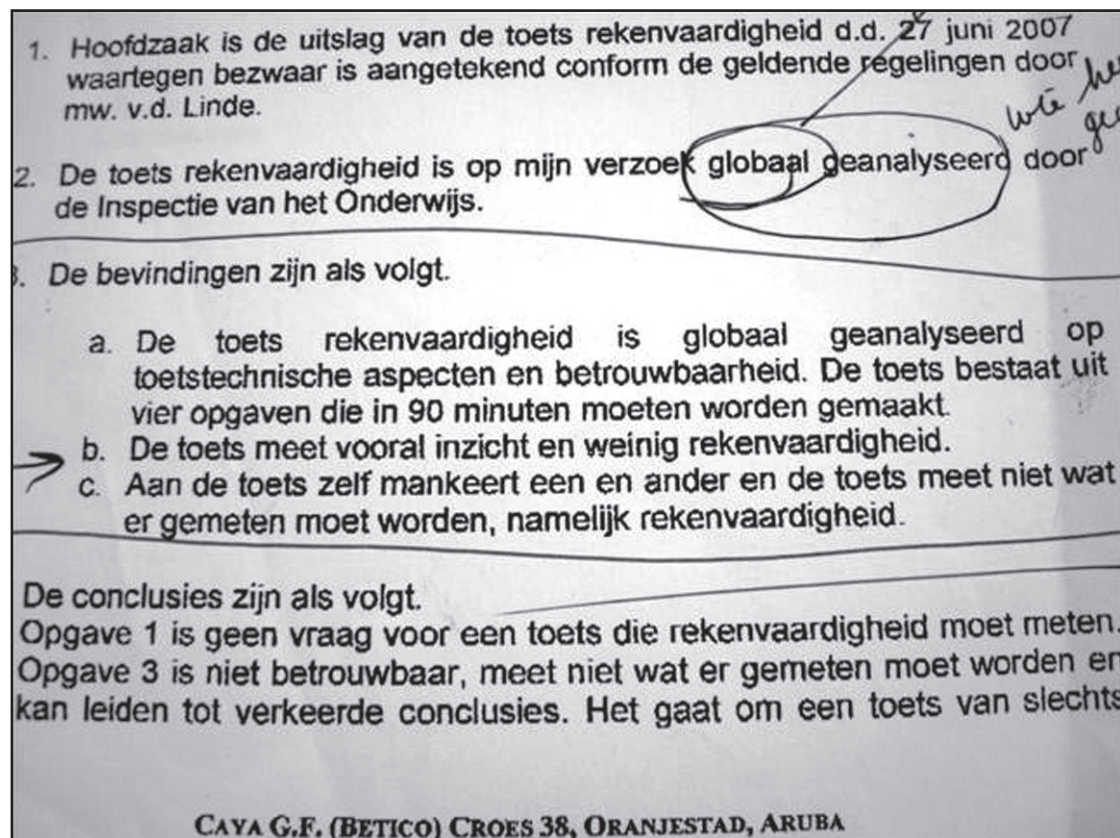 1. Hoofdzaak is de uitslag van de toets rekenvaardigheid d.d. 27 juni 2007
waartegen bezwaar is aangetekend conform de geldende regelingen door
mw. v.d. Linde.
2. De toets rekenvaardigheid is op mijn verzoek globaal geanalyseerd door
de Inspectie van het Onderwijs.
3. De bevindingen zijn als volgt.
a. De toets rekenvaardigheid is globaal geanalyseerd op
toetstechnische aspecten en betrouwbaarheid. De toets bestaat uit
vier opgaven die in 90 minuten moeten worden gemaakt.
b. De toets meet vooral inzicht en weinig rekenvaardigheid.
c. Aan de toets zelf mankeert een en ander en de toets meet niet wat
er gemeten moet worden, namelijk rekenvaardigheid.
De conclusies zijn als volgt.
Opgave 1 is geen vraag voor een toets die rekenvaardigheid moet meten.
Opgave 3 is niet betrouwbaar, meet niet wat er gemeten moet worden en
kan leiden tot verkeerde conclusies. Het gaat om een toets van slechts
CAYA G.F. (BETICO) CROES 38, ORANJESTAD, ARUBA